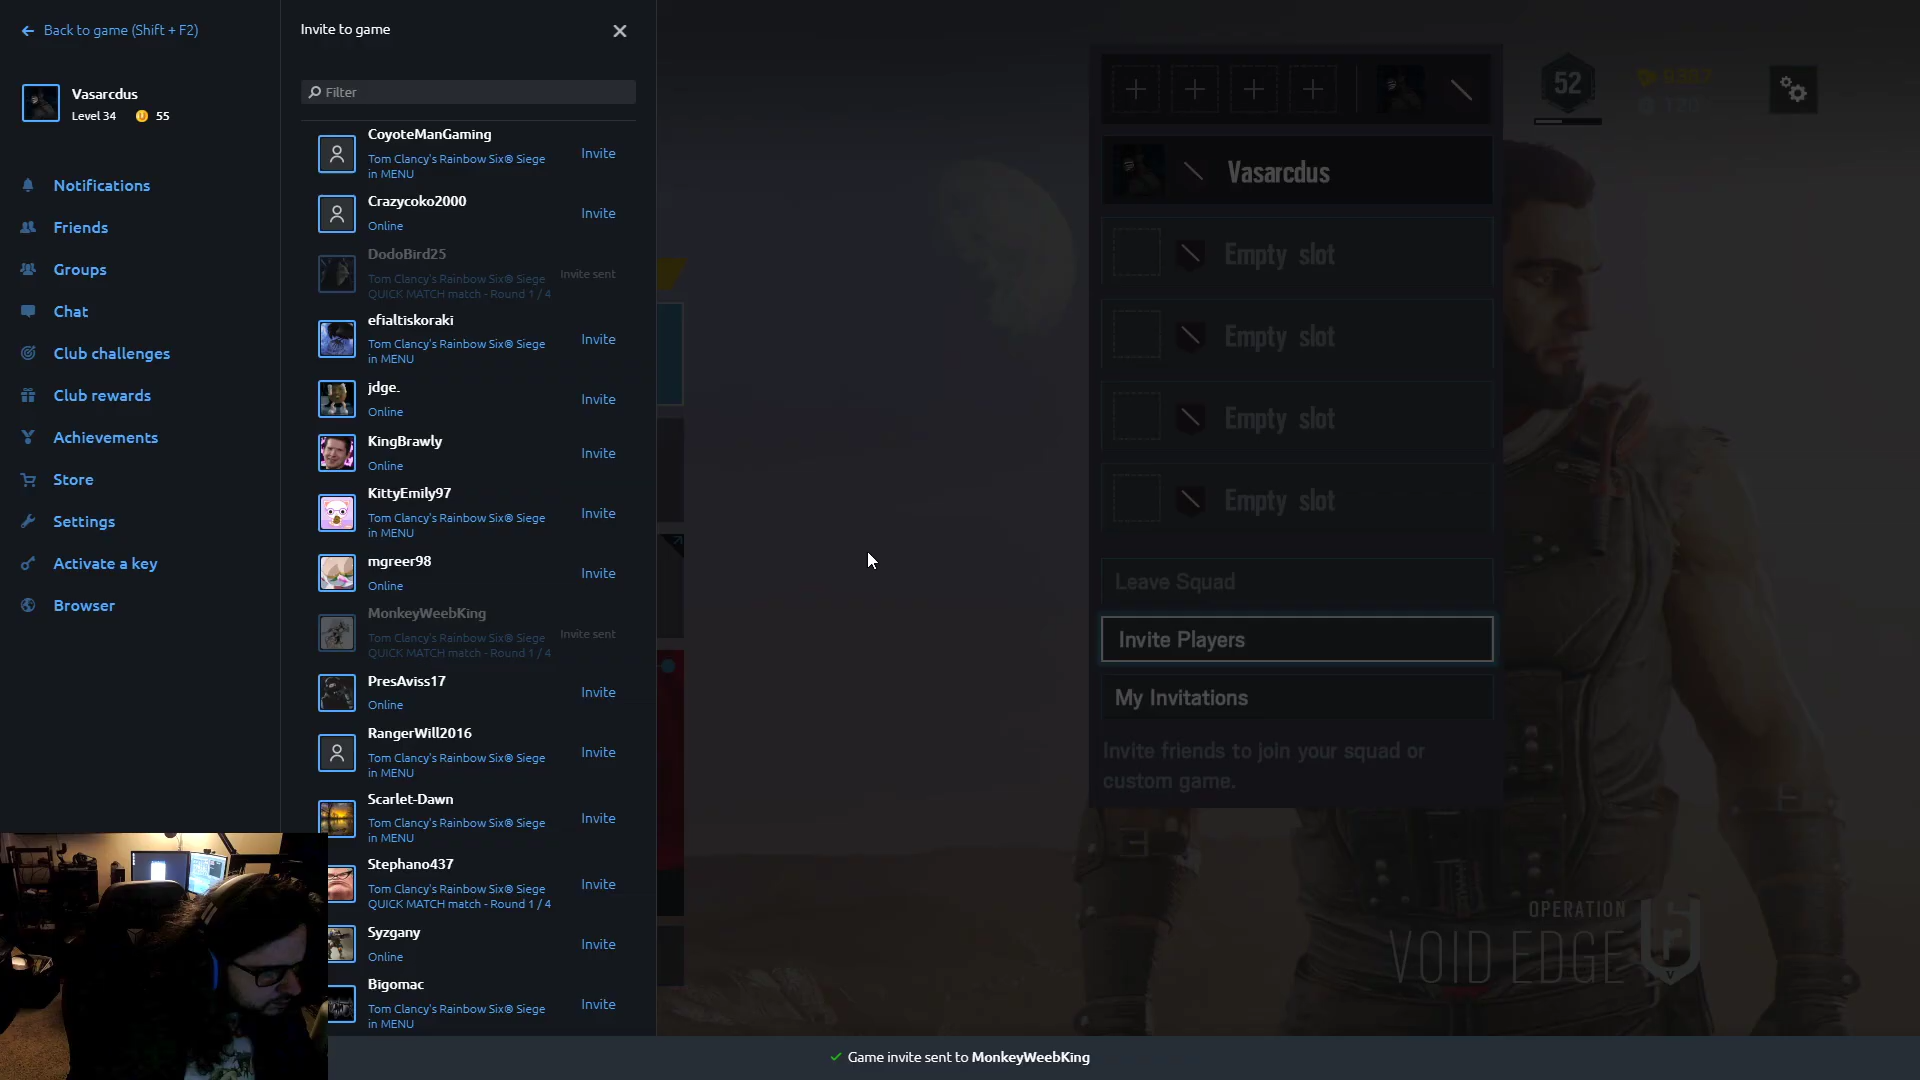 Back to game (Shift + F2)
Vasarcdus
Level 34
55
Notifications
Friends
Groups
Chat
Club challenges
Club rewards
Achievements
Store
Settings
Activate a key
Browser
Invite to game
Filter
CoyoteManGaming
Tom Clancy's Rainbow Six® Siege
in MENU
Invite
Crazycoko2000
Online
Invite
DodoBird25
Tom Clancy's Rainbow Six® Siege
QUICK MATCH match - Round 1 / 4
Invite sent
efialtiskoraki
Tom Clancy's Rainbow Six® Siege
in MENU
Invite
jdge.
Online
Invite
KingBrawly
Online
Invite
KittyEmily97
Tom Clancy's Rainbow Six® Siege
in MENU
Invite
mgreer98
Online
Invite
MonkeyWeebKing
Tom Clancy's Rainbow Six® Siege
QUICK MATCH match - Round 1 / 4
Invite sent
PresAviss17
Online
Invite
RangerWill2016
Tom Clancy's Rainbow Six® Siege
in MENU
Invite
Scarlet-Dawn
Tom Clancy's Rainbow Six® Siege
in MENU
Invite
Stephano437
Tom Clancy's Rainbow Six® Siege
QUICK MATCH match - Round 1 / 4
Invite
Syzgany
Online
Invite
Bigomac
Tom Clancy's Rainbow Six® Siege
in MENU
Invite
52
Vasarcdus
Empty slot
Empty slot
Empty slot
Empty slot
Leave Squad
Invite Players
My Invitations
Invite friends to join your squad or
custom game.
OPERATION
VOID EDGE
Game invite sent to MonkeyWeebKing